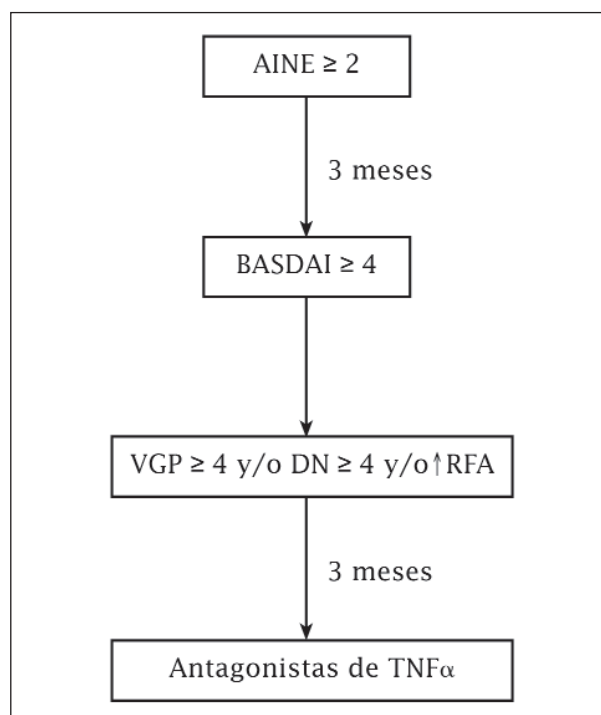 AINE ≥ 2
3 meses
BASDAI ≥ 4
VGP ≥ 4 y/o DN ≥ 4 y/o↑RFA
3 meses
Antagonistas de TNFα